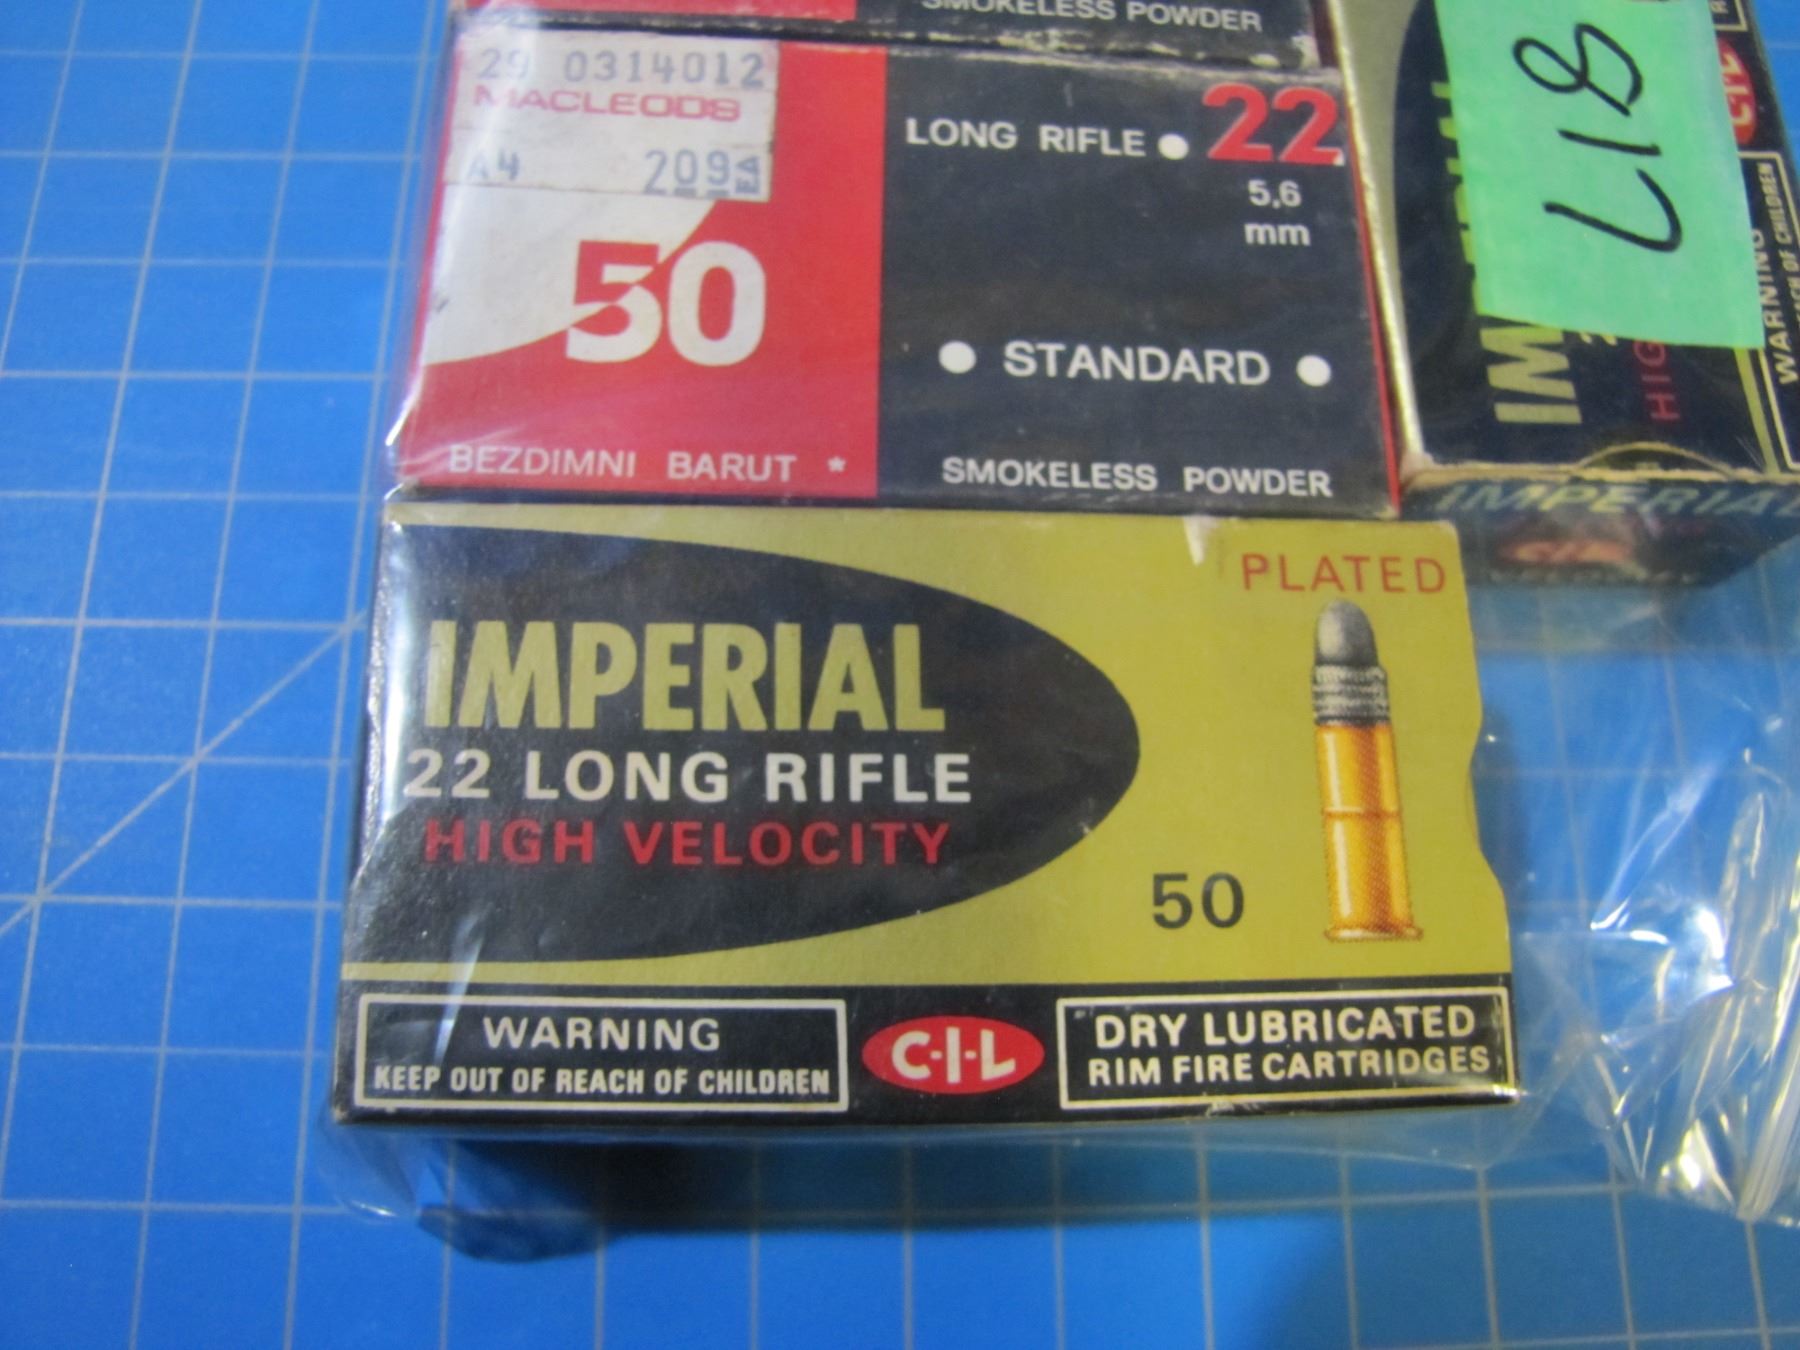 SMOKELESS POWDER
29 0314012
MACLEODS
A4 209 EA
50
LONG RIFLE • 22
5,6
mm
• STANDARD •
BEZDIMNI BARUT *
SMOKELESS POWDER
L18
C-I-L
WARNING
OF CHILDREN
IMPERIAL
PLATED
IMPERIAL
22 LONG RIFLE
HIGH VELOCITY
50
WARNING
KEEP OUT OF REACH OF CHILDREN
C-I-L
DRY LUBRICATED
RIM FIRE CARTRIDGES